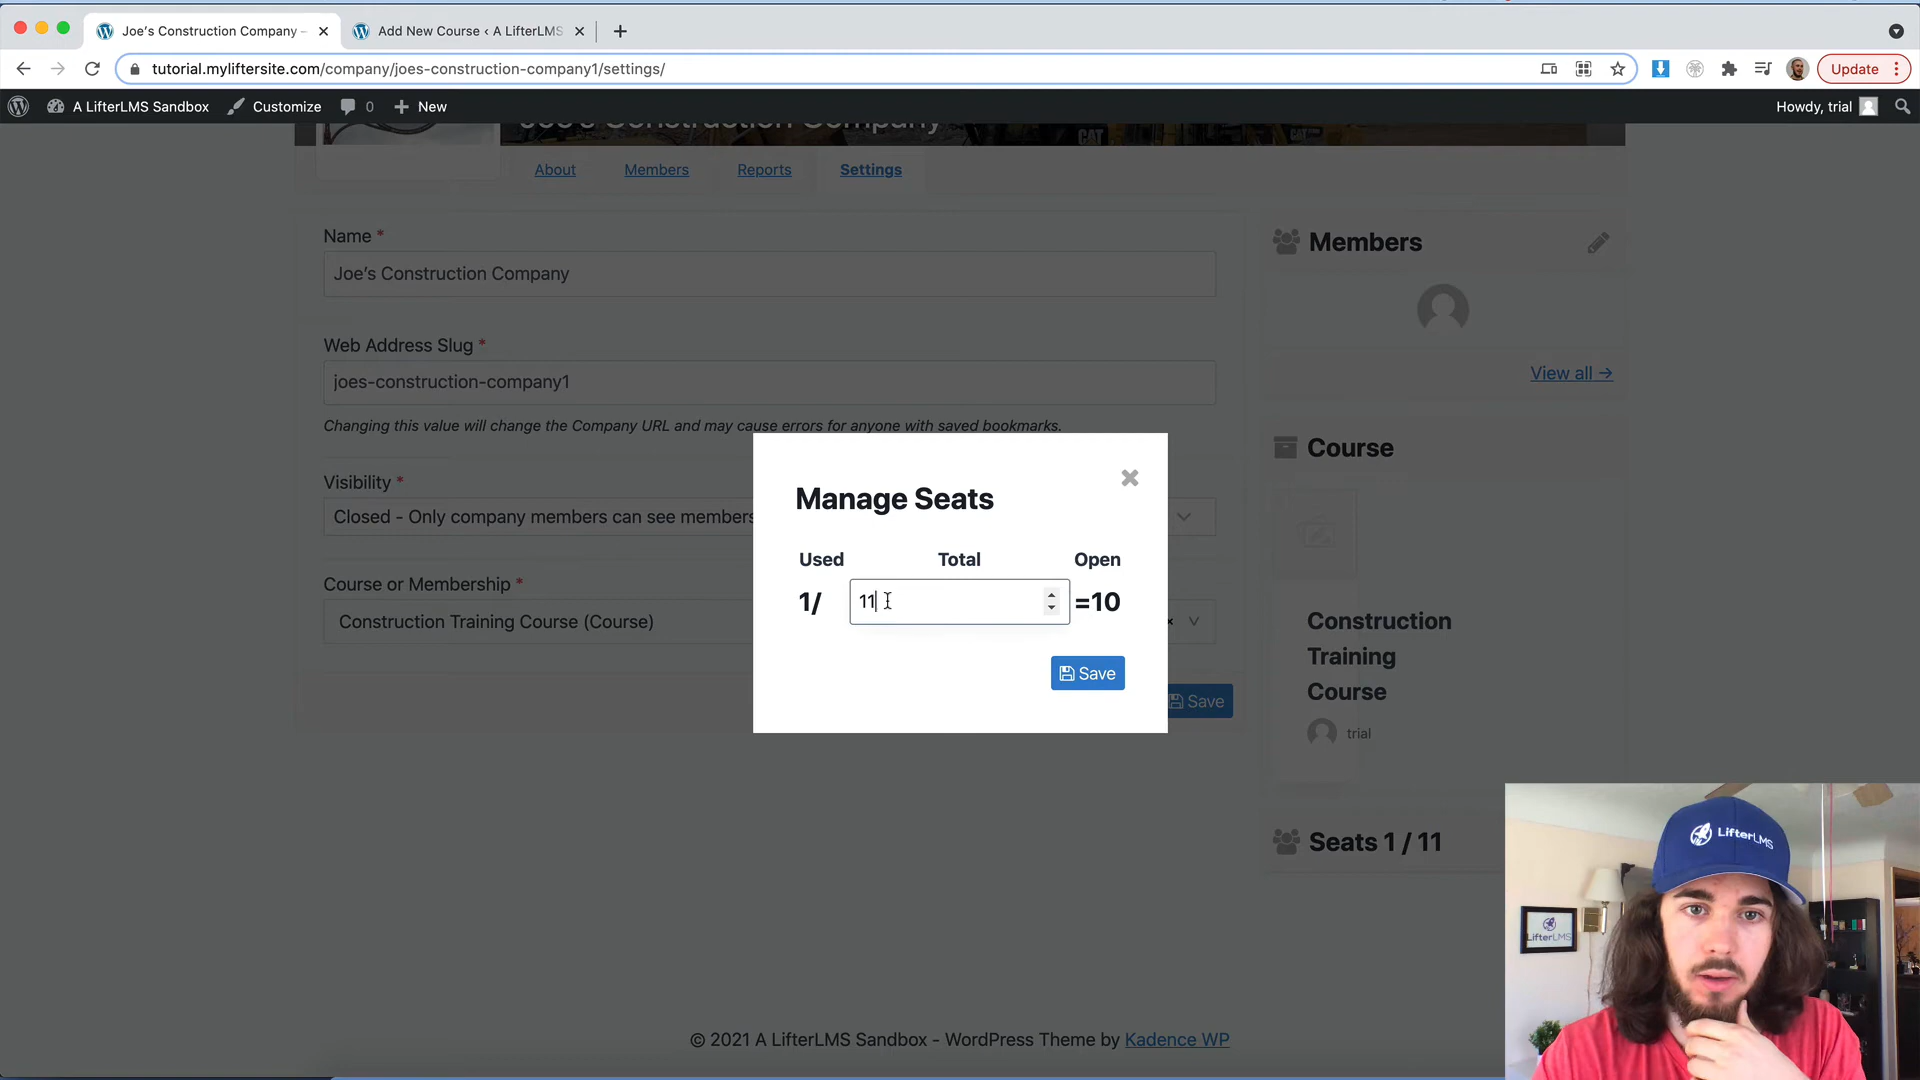 Joe's Construction Company –
Add New Course ‹ A LifterLMS
tutorial.myliftersite.com/company/joes-construction-company1/settings/
Update
A LifterLMS Sandbox
Customize
0
New
Howdy, trial
Joe's Construction Company
CAT
CAT
CAT
About
Members
Reports
Settings
Name *
Joe's Construction Company
Web Address Slug *
joes-construction-company1
Changing this value will change the Company URL and may cause errors for anyone with saved bookmarks.
Visibility *
Closed - Only company members can see members
Course or Membership *
Construction Training Course (Course)
×
Save
Manage Seats
Used
Total
Open
1/
11
=10
Save
Members
View all →
Course
Construction
Training
Course
trial
Seats 1 / 11
LifterLMS
LifterLMS
© 2021 A LifterLMS Sandbox - WordPress Theme by Kadence WP